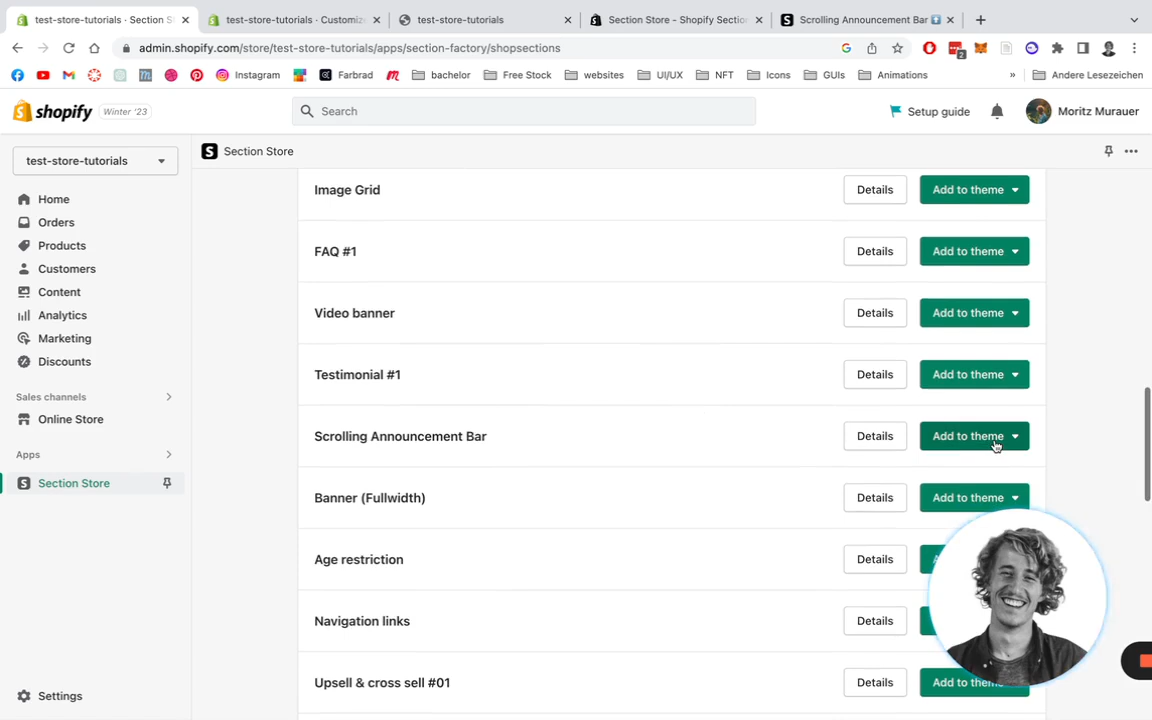 test-store-tutorials · Section S
test-store-tutorials · Customize
test-store-tutorials
Section Store - Shopify Section
Scrolling Announcement Bar
admin.shopify.com/store/test-store-tutorials/apps/section-factory/shopsections
2
Instagram
Farbrad
bachelor
Free Stock
websites
UI/UX
NFT
Icons
GUIs
Animations
»
Andere Lesezeichen
shopify
Winter '23
Search
Setup guide
Moritz Murauer
test-store-tutorials
Section Store
Home
Orders
Products
Customers
Content
Analytics
Marketing
Discounts
Sales channels
Online Store
Apps
Section Store
Settings
Image Grid
Details
Add to theme
FAQ #1
Details
Add to theme
Video banner
Details
Add to theme
Testimonial #1
Details
Add to theme
Scrolling Announcement Bar
Details
Add to theme
Banner (Fullwidth)
Details
Add to theme
Age restriction
Details
Navigation links
Details
Upsell & cross sell #01
Details
Add to theme